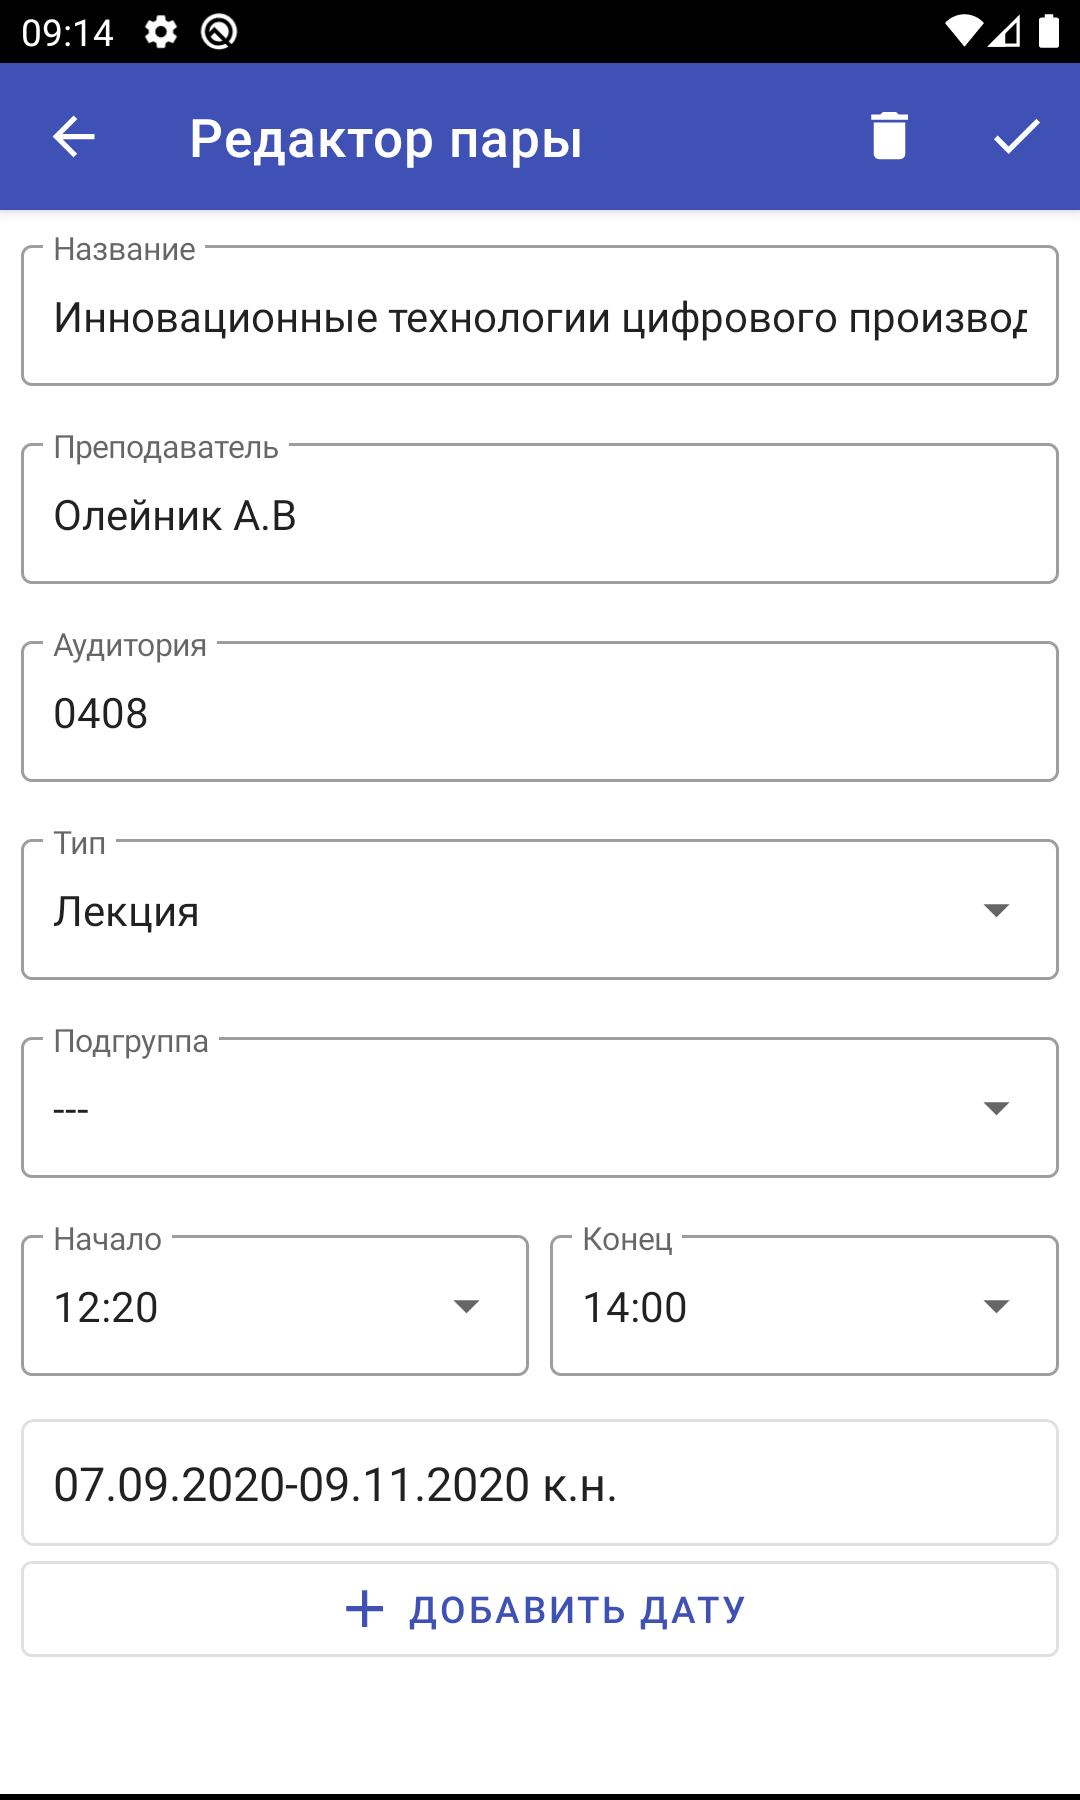 09:14
Редактор пары
Название
Инновационные технологии цифрового
Преподаватель
Олейник А.В
Аудитория
0408
Тип
Лекция
Подгруппа
---
Начало
12:20
Конец
14:00
07.09.2020-09.11.2020 к.н.
+ ДОБАВИТЬ ДАТУ